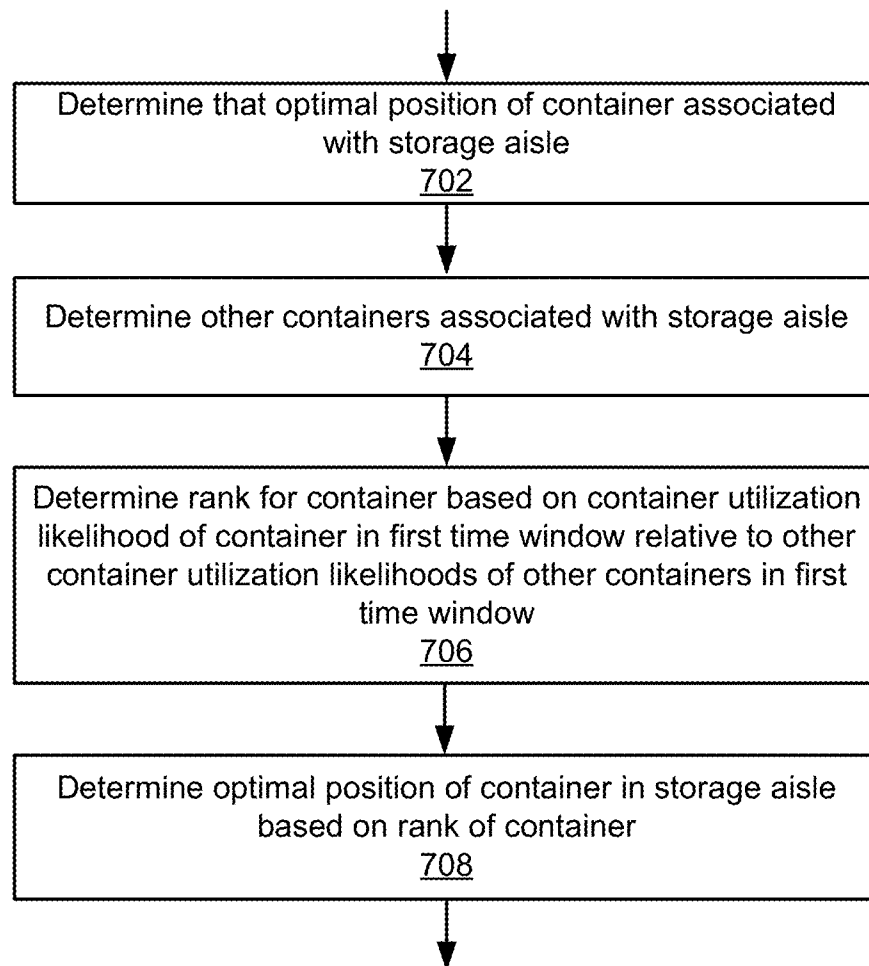 Determine that optimal position of container associated
with storage aisle
702
Determine other containers associated with storage aisle
704
Determine rank for container based on container utilization
likelihood of container in first time window relative to other
container utilization likelihoods of other containers in first
time window
706
Determine optimal position of container in storage aisle
based on rank of container
708